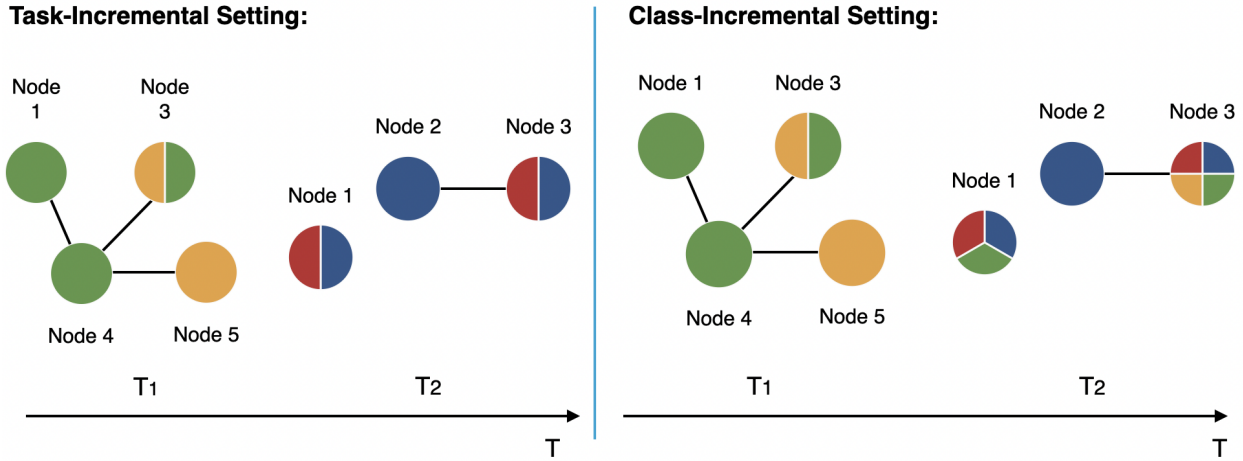 Task-Incremental Setting:
Node
1
Node
3
Node 2
Node 3
Node 1
Node 4
Node 5
T1
T2
T
Class-Incremental Setting:
Node 1
Node 3
Node 2
Node 3
Node 1
Node 4
Node 5
T1
T2
T